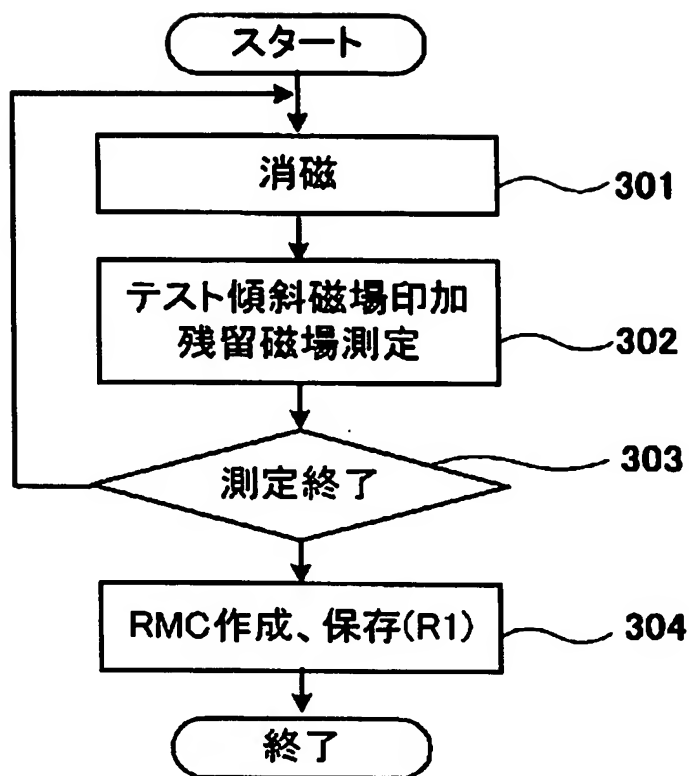 スタート
消磁
301
テスト傾斜磁場印加
残留磁場測定
302
303
測定終了
RMC作成、保存(R1)
304
終了